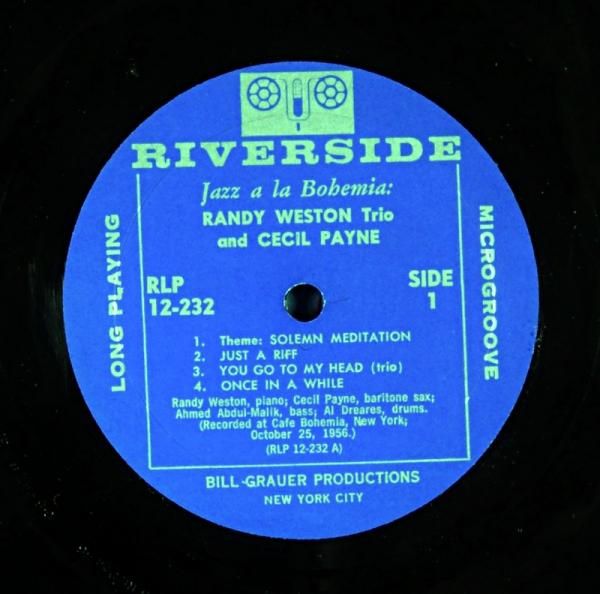 RIVERSIDE
Jazz a la Bohemia:
RANDY WESTON Trio
and CECIL PAYNE
LONG PLAYING
MICROGROOVE
RLP
12-232
SIDE
1
1. Theme: SOLEMN MEDITATION
2. JUST A RIFF
3. YOU GO TO MY HEAD (trio)
4. ONCE IN A WHILE
Randy Weston, piano; Cecil Payne, baritone sax;
Ahmed Abdul-Malik, bass; Al Dreares, drums.
(Recorded at Cafe Bohemia, New York;
October 25, 1956.)
(RLP 12-232 A)
BILL-GRAUER PRODUCTIONS
NEW YORK CITY